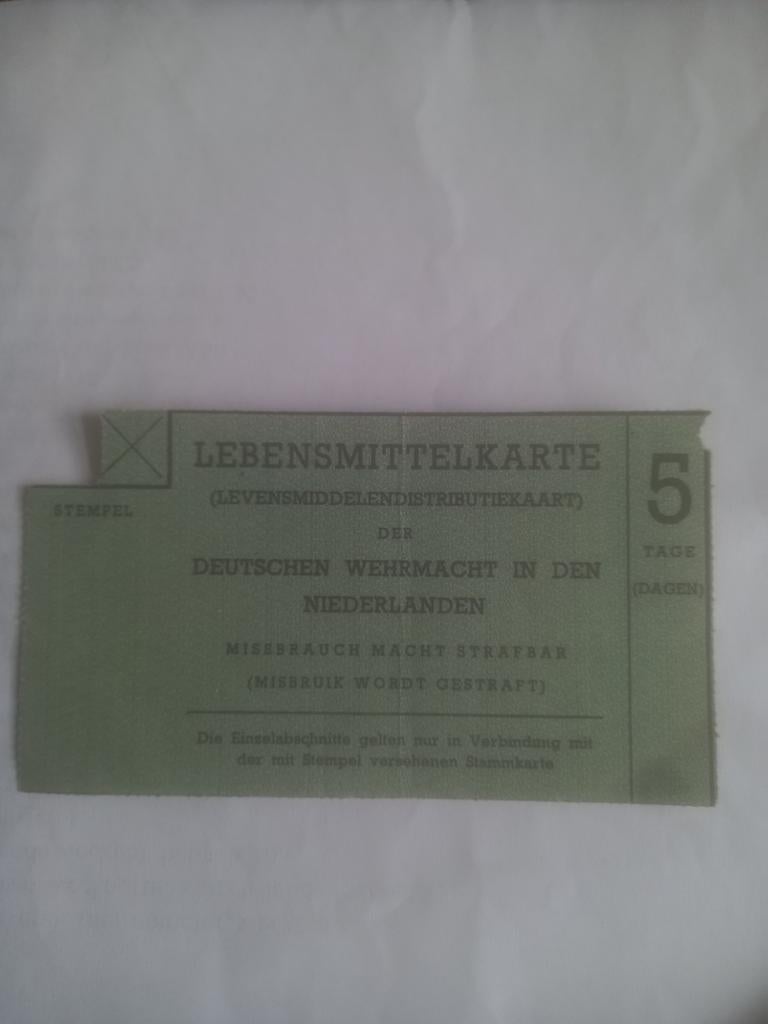 LEBENSMITTELKARTE
(LEVENSMIDDELENDISTRIBUTIEKAART)
DER
DEUTSCHEN WEHRMACHT IN DEN
NIEDERLANDEN
MISSBRAUCH MACHT STRAFBAR
(MISBRUIK WORDT GESTRAFT)
Die Einzelabschnitte gelten nur in Verbindung mit
der mit Stempel versehenen Stammkarte
STEMPEL
5
TAGE
(DAGEN)